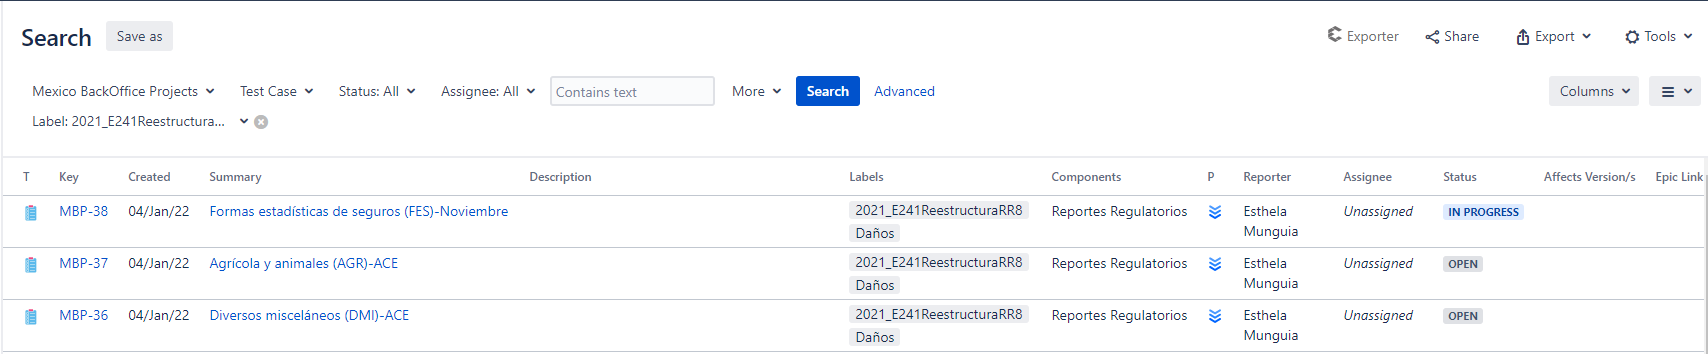 Search Save as Exporter Share Export Tools
Mexico BackOffice Projects Test Case Status: All Assignee: All Contains text More Search Advanced Columns
Label: 2021_E241Reestructura...
T Key Created Summary Description Labels Components P Reporter Assignee Status Affects Version/s Epic Link
MBP-38 04/Jan/22 Formas estadísticas de seguros (FES)-Noviembre 2021_E241ReestructuraRR8 Reportes Regulatorios Esthela Unassigned IN PROGRESS
Daños Munguia
MBP-37 04/Jan/22 Agrícola y animales (AGR)-ACE 2021_E241ReestructuraRR8 Reportes Regulatorios Esthela Unassigned OPEN
Daños Munguia
MBP-36 04/Jan/22 Diversos misceláneos (DMI)-ACE 2021_E241ReestructuraRR8 Reportes Regulatorios Esthela Unassigned OPEN
Daños Munguia